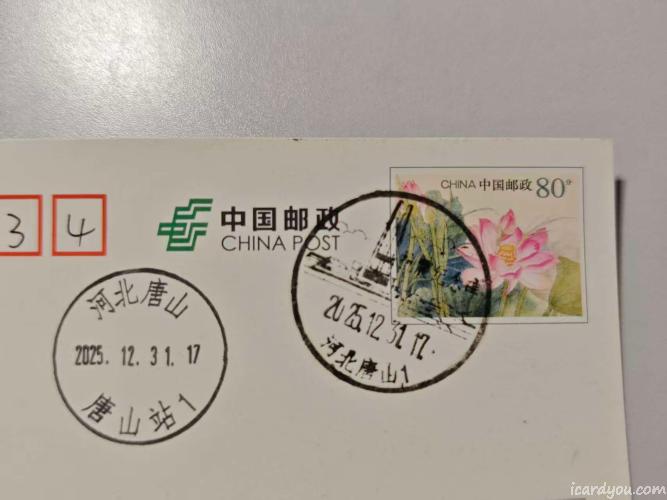 3 4
中国邮政
CHINA POST
CHINA 中国邮政 80分
河北唐山
2025.12.31.17
唐山站1
2025.12.31.17.
河北唐山1
icardyou.com